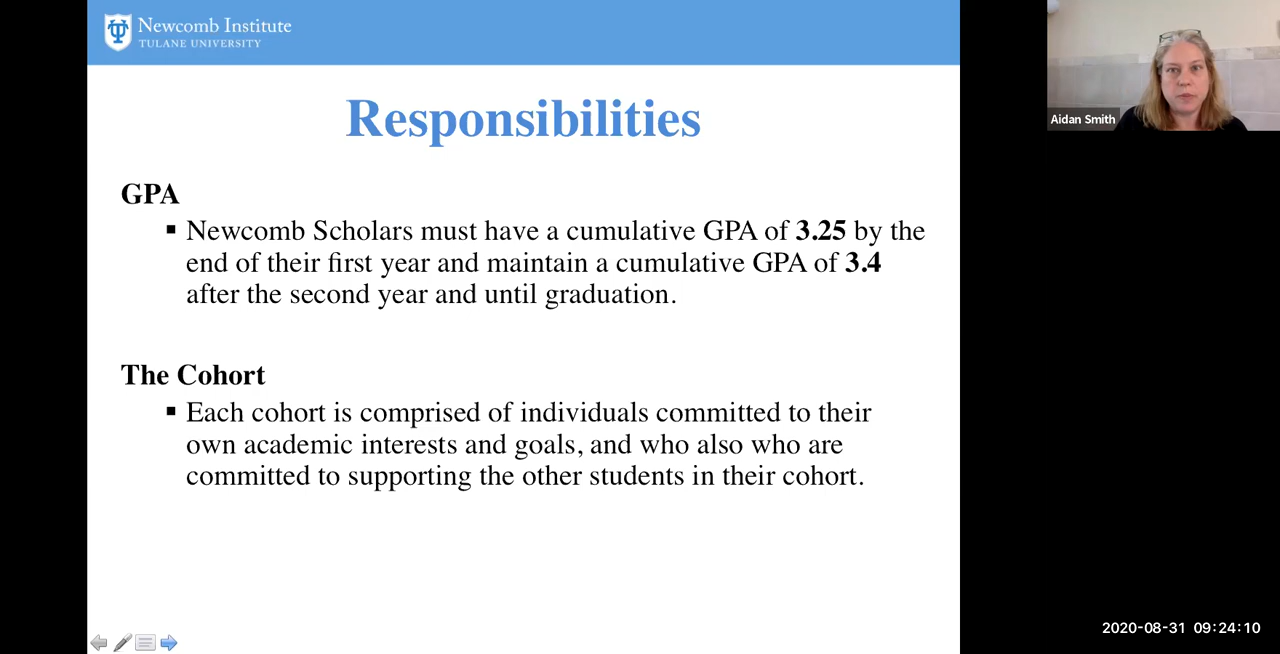 Newcomb Institute
TULANE UNIVERSITY
Responsibilities
GPA
▪ Newcomb Scholars must have a cumulative GPA of 3.25 by the
end of their first year and maintain a cumulative GPA of 3.4
after the second year and until graduation.
The Cohort
▪ Each cohort is comprised of individuals committed to their
own academic interests and goals, and who also who are
committed to supporting the other students in their cohort.
Aidan Smith
2020-08-31 09:24:10